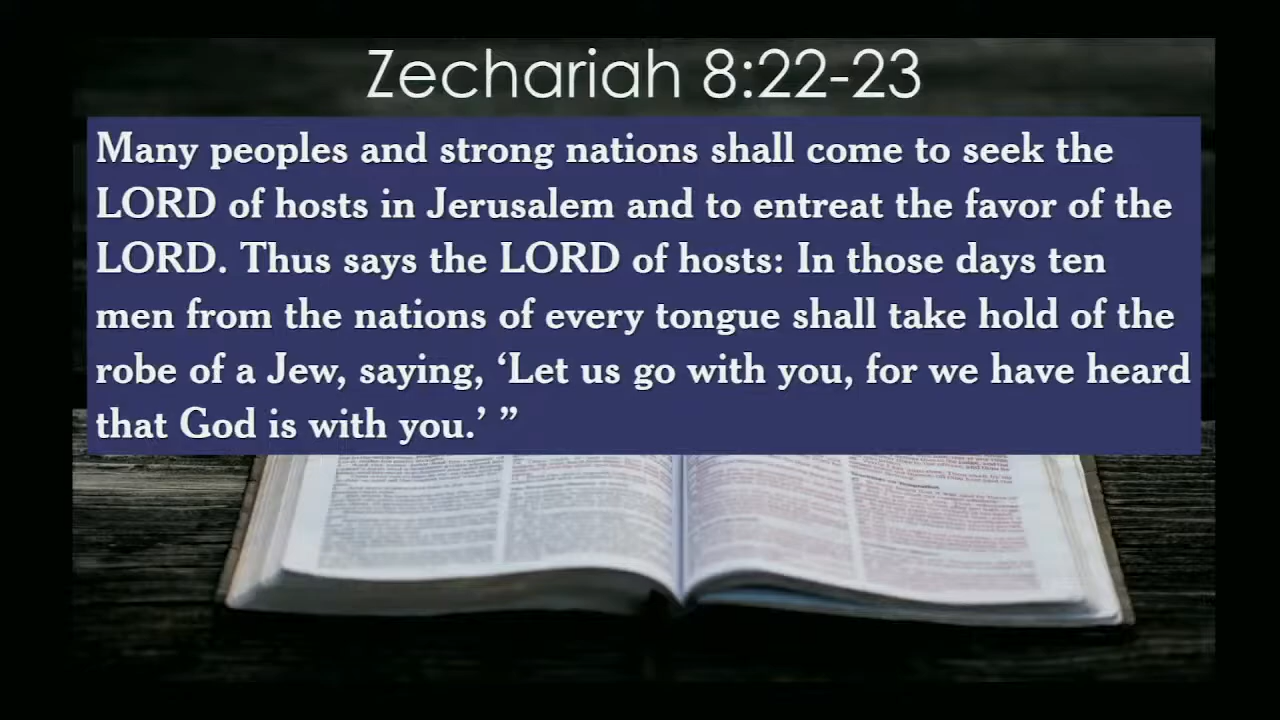 Zechariah 8:22-23
Many peoples and strong nations shall come to seek the
LORD of hosts in Jerusalem and to entreat the favor of the
LORD. Thus says the LORD of hosts: In those days ten
men from the nations of every tongue shall take hold of the
robe of a Jew, saying, ‘Let us go with you, for we have heard
that God is with you.’ ”